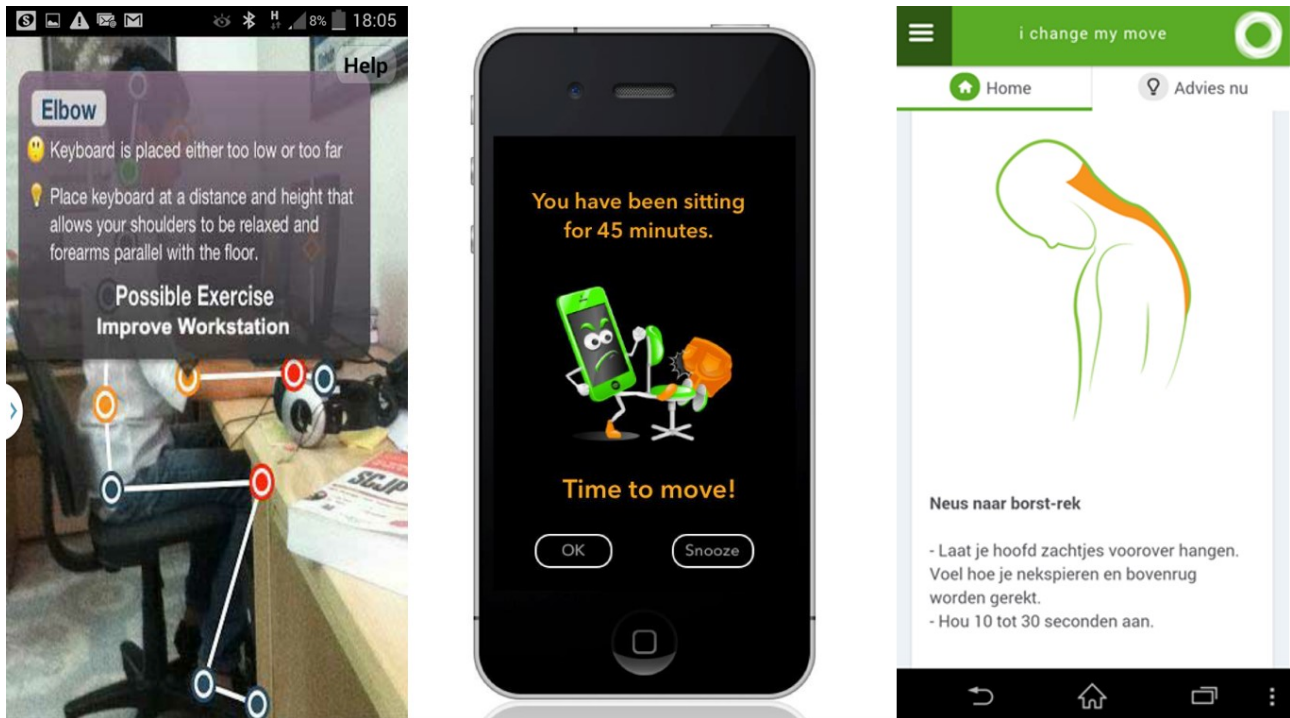 8% 18:05
Help
Elbow
Keyboard is placed either too low or too far
Place keyboard at a distance and height that
allows your shoulders to be relaxed and
forearms parallel with the floor.
Possible Exercise
Improve Workstation
SCJP
You have been sitting
for 45 minutes.
Time to move!
OK
Snooze
i change my move
Home
Advies nu
Neus naar borst-rek
- Laat je hoofd zachtjes voorover hangen.
Voel hoe je nekspieren en bovenrug
worden gerekt.
- Hou 10 tot 30 seconden aan.